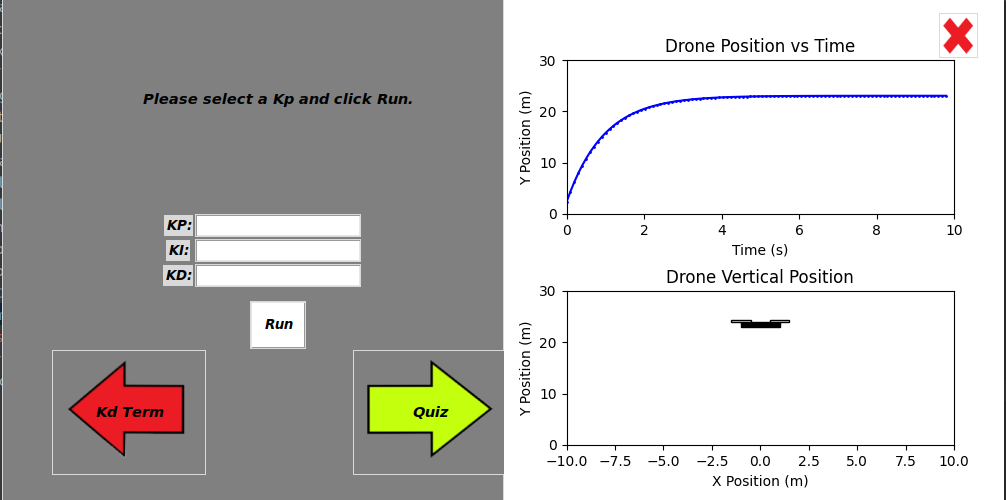 Please select a Kp and click Run.
KP:
KI:
KD:
Run
Kd Term
Quiz
Drone Position vs Time
30
20
10
0
Y Position (m)
0 2 4 6 8 10
Time (s)
Drone Vertical Position
30
20
10
0
Y Position (m)
−10.0 −7.5 −5.0 −2.5 0.0 2.5 5.0 7.5 10.0
X Position (m)